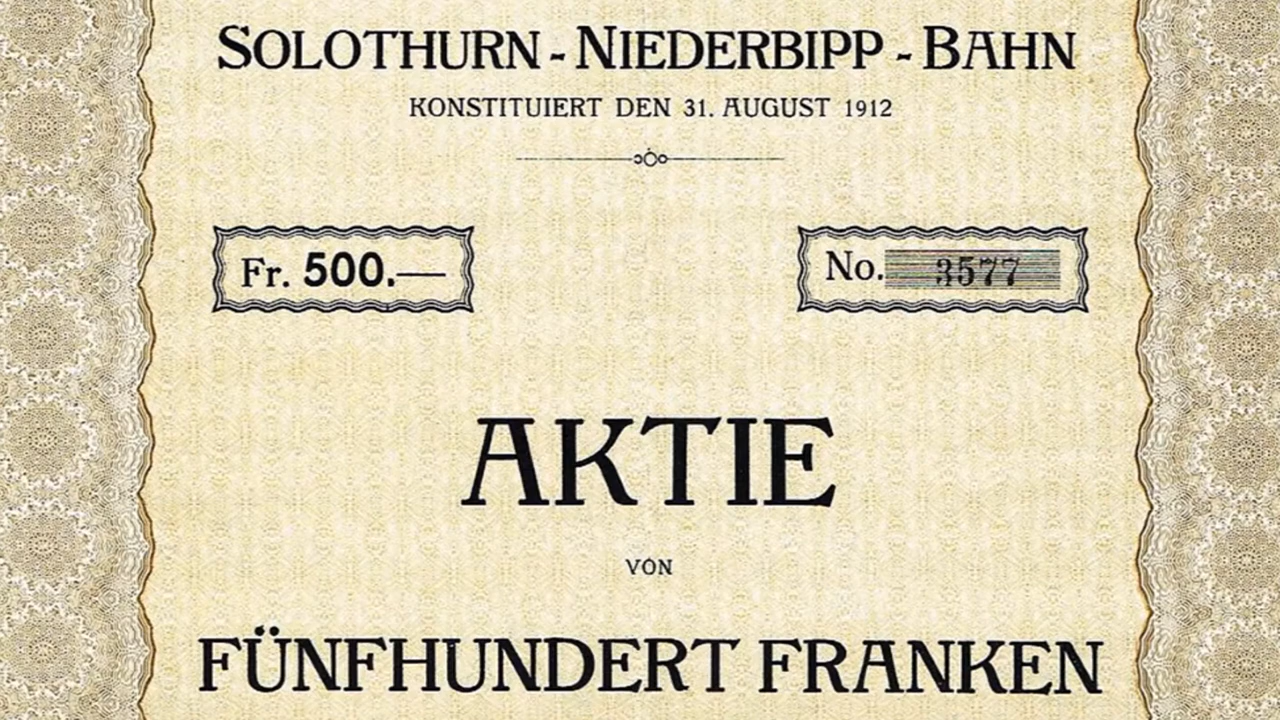 SOLOTHURN - NIEDERBIPP - BAHN
KONSTITUIERT DEN 31. AUGUST 1912
Fr. 500.—
No. 3577
AKTIE
VON
FÜNFHUNDERT FRANKEN